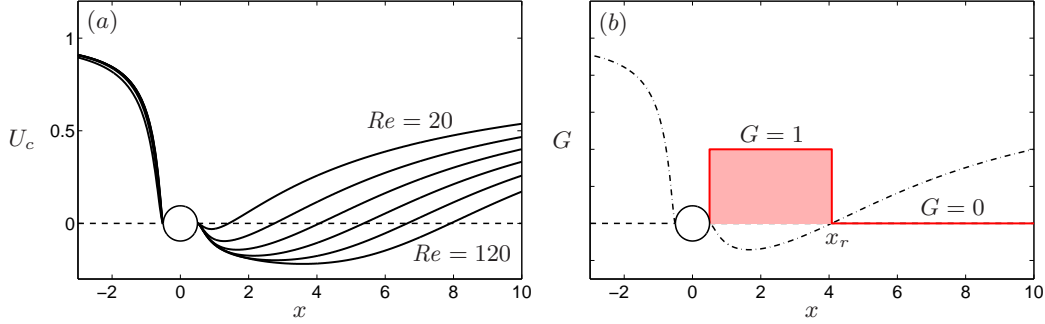 (a)
1
0.5
0
U_c
Re = 20
Re = 120
−2 0 2 4 6 8 10
x
(b)
G
G = 1
G = 0
x_r
−2 0 2 4 6 8 10
x